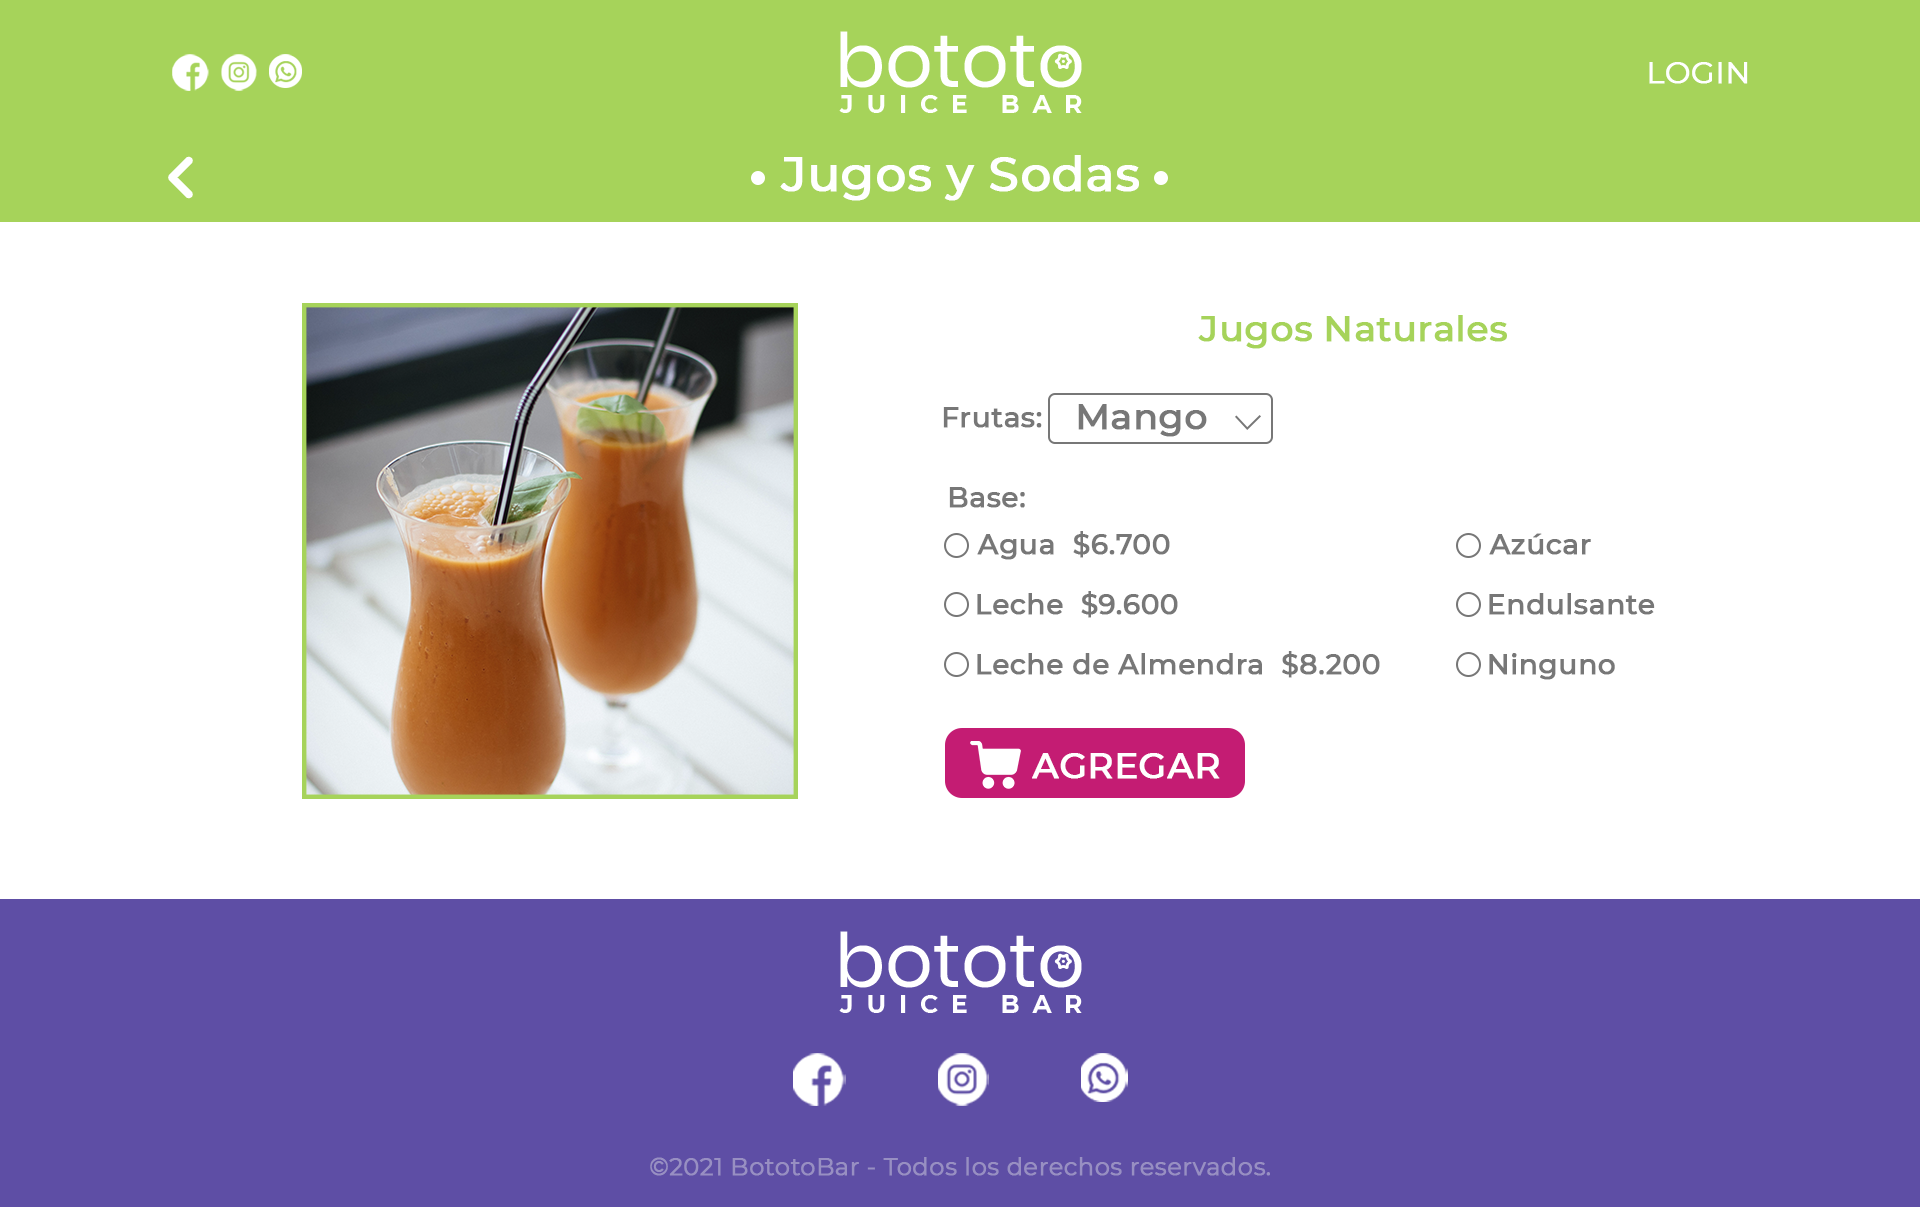 bototo
JUICE BAR
LOGIN
• Jugos y Sodas •
Jugos Naturales
Frutas: Mango
Base:
Agua $6.700
Azúcar
Leche $9.600
Endulsante
Leche de Almendra $8.200
Ninguno
AGREGAR
bototo
JUICE BAR
©2021 BototoBar - Todos los derechos reservados.